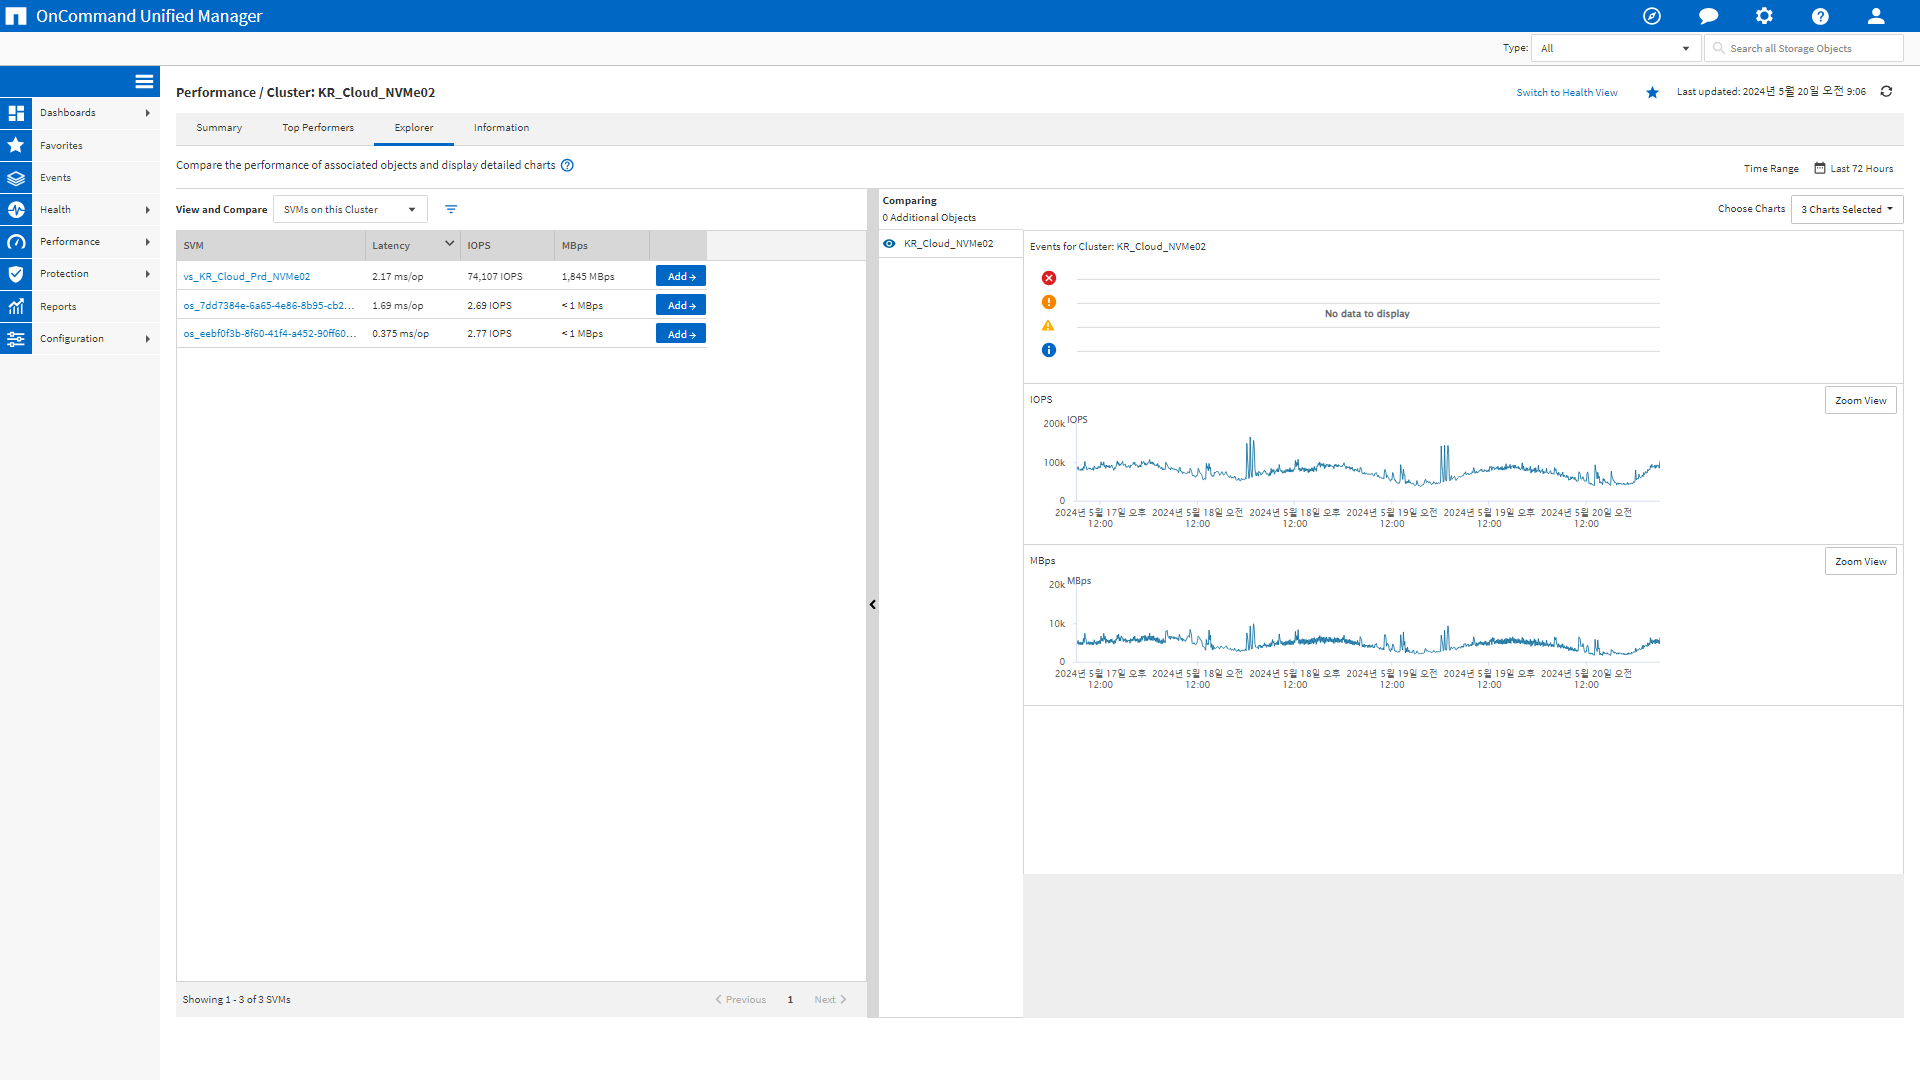 OnCommand Unified Manager
Type: All
Search all Storage Objects
Dashboards
Favorites
Events
Health
Performance
Protection
Reports
Configuration
Performance / Cluster: KR_Cloud_NVMe02
Switch to Health View
Last updated: 2024년 5월 20일 오전 9:06
Summary
Top Performers
Explorer
Information
Compare the performance of associated objects and display detailed charts
Time Range
Last 72 Hours
View and Compare
SVMs on this Cluster
SVM Latency IOPS MBps
vs_KR_Cloud_Prd_NVMe02 2.17 ms/op 74,107 IOPS 1,845 MBps Add
os_7dd7384e-6a65-4e86-8b95-cb2... 1.69 ms/op 2.69 IOPS < 1 MBps Add
os_eebf0f3b-8f60-41f4-a452-90ff60... 0.375 ms/op 2.77 IOPS < 1 MBps Add
Showing 1 - 3 of 3 SVMs
Previous 1 Next
Comparing
0 Additional Objects
KR_Cloud_NVMe02
Choose Charts
3 Charts Selected
Events for Cluster: KR_Cloud_NVMe02
No data to display
IOPS
Zoom View
IOPS
200k
100k
0
2024년 5월 17일 오후 12:00
2024년 5월 18일 오전 12:00
2024년 5월 18일 오후 12:00
2024년 5월 19일 오전 12:00
2024년 5월 19일 오후 12:00
2024년 5월 20일 오전 12:00
MBps
Zoom View
MBps
20k
10k
0
2024년 5월 17일 오후 12:00
2024년 5월 18일 오전 12:00
2024년 5월 18일 오후 12:00
2024년 5월 19일 오전 12:00
2024년 5월 19일 오후 12:00
2024년 5월 20일 오전 12:00